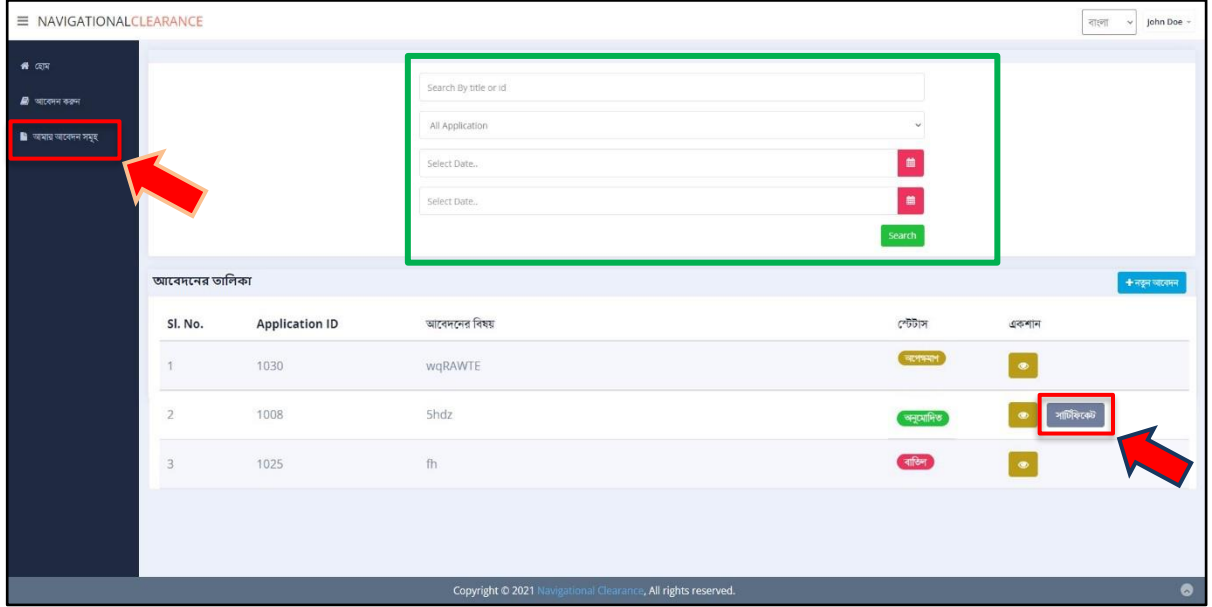 NAVIGATIONALCLEARANCE
বাংলা
John Doe
হোম
আবেদন করুন
আমার আবেদন সমূহ
Search By title or id
All Application
Select Date..
Select Date..
Search
আবেদনের তালিকা
+ নতুন আবেদন
Sl. No. Application ID আবেদনের বিষয় স্টেটাস একশান
1 1030 wqRAWTE অপেক্ষমাণ
2 1008 5hdz অনুমোদিত সার্টিফিকেট
3 1025 fh বাতিল
Copyright © 2021 Navigational Clearance, All rights reserved.